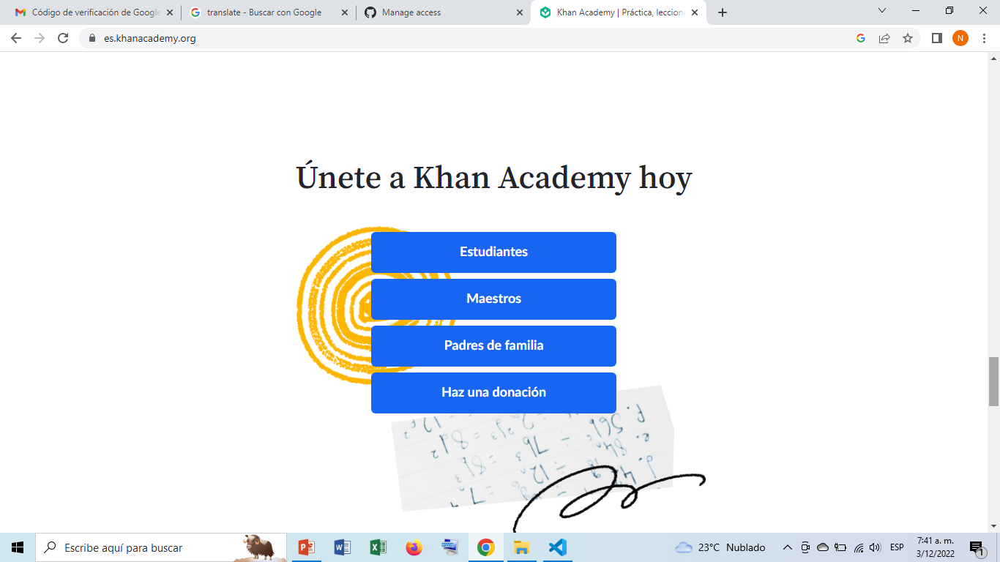 Código de verificación de Google
translate - Buscar con Google
Manage access
Khan Academy | Práctica, leccione
es.khanacademy.org
N
Únete a Khan Academy hoy
Estudiantes
Maestros
Padres de familia
Haz una donación
Escribe aquí para buscar
23°C Nublado
ESP
7:41 a. m.
3/12/2022
1